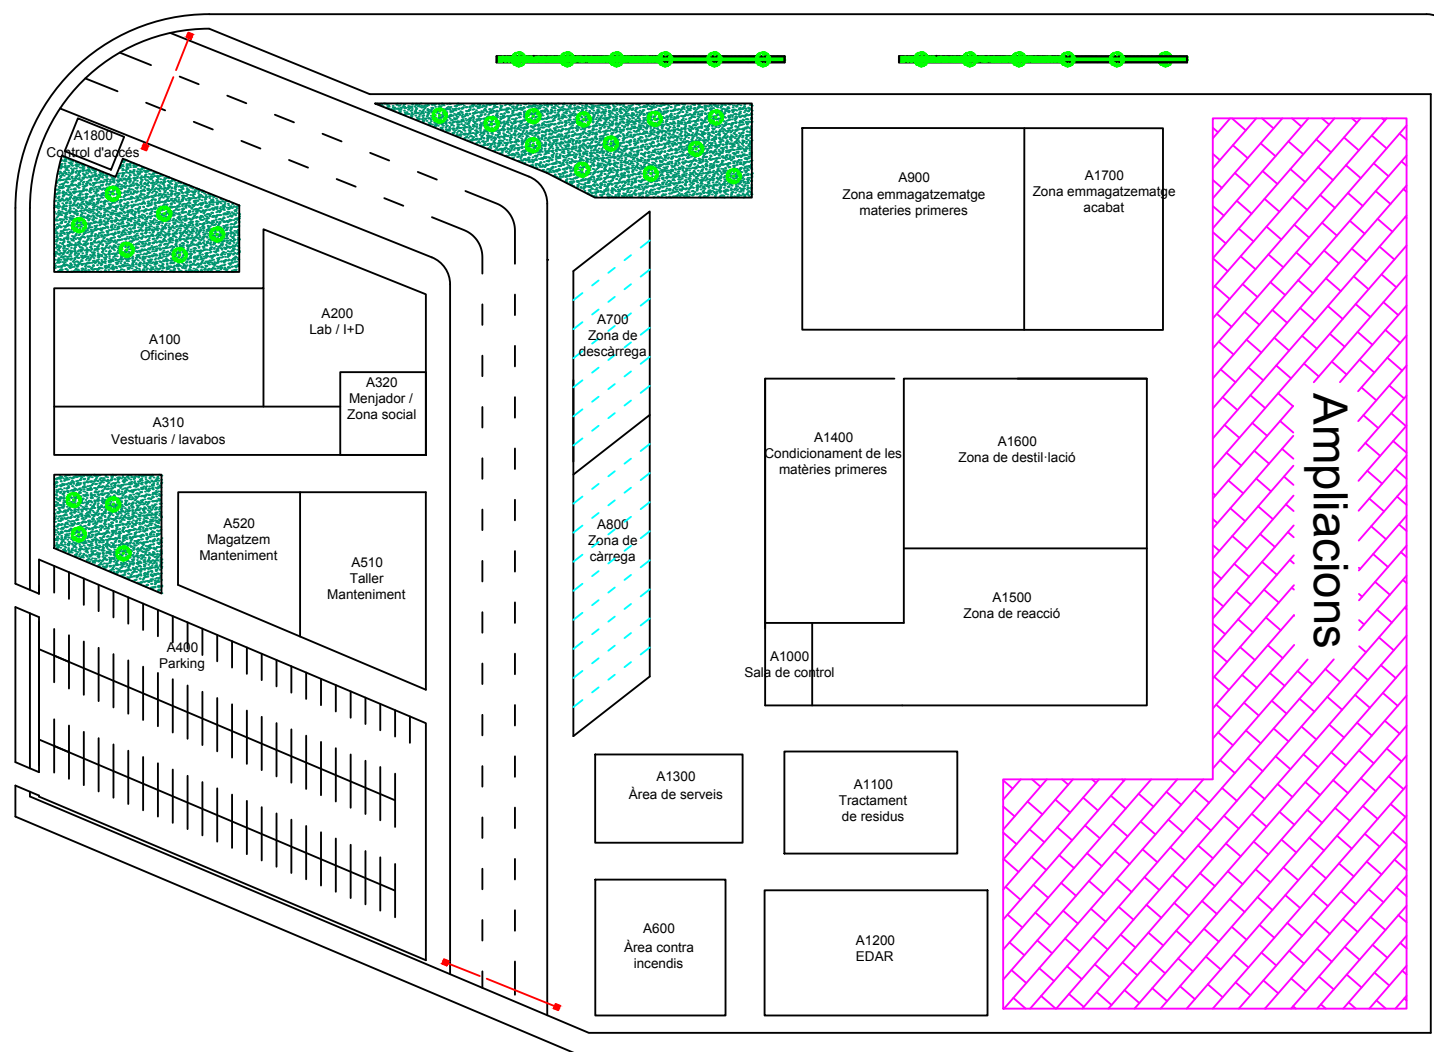 A1800
Control d'accés
A900
Zona emmagatzematge
materies primeres
A1700
Zona emmagatzematge
acabat
A200
Lab / I+D
A100
Oficines
A700
Zona de
descàrrega
A320
Menjador /
Zona social
A310
Vestuaris / lavabos
A1400
Condicionament de les
matèries primeres
A1600
Zona de destil·lació
Ampliacions
A520
Magatzem
Manteniment
A510
Taller
Manteniment
A800
Zona de
càrrega
A1500
Zona de reacció
A400
Parking
A1000
Sala de control
A1300
Àrea de serveis
A1100
Tractament
de residus
A600
Àrea contra
incendis
A1200
EDAR